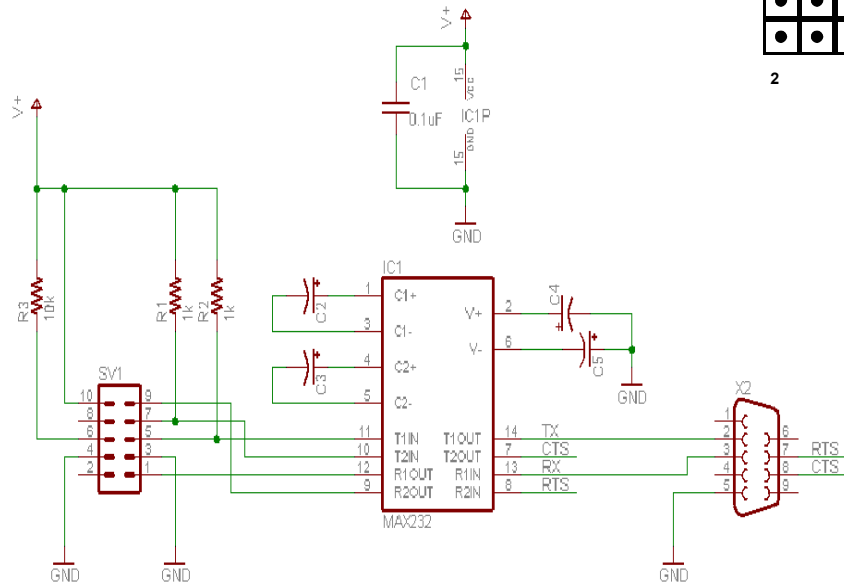 V+
C1
0.1uF
16
VCC
IC1P
GND
15
GND
2
V+
R3
10k
R1
1k
R2
1k
IC1
1 C1+
3 C1-
4 C2+
5 C2-
11 T1IN
10 T2IN
12 R1OUT
9 R2OUT
V+ 2
V- 6
T1OUT 14 TX
T2OUT 7 CTS
R1IN 13 RX
R2IN 8 RTS
MAX232
C2
C3
C4
C5
GND
SV1
10 9
8 7
6 5
4 3
2 1
GND
GND
X2
1
2
3
4
5
6
7 RTS
8 CTS
9
GND